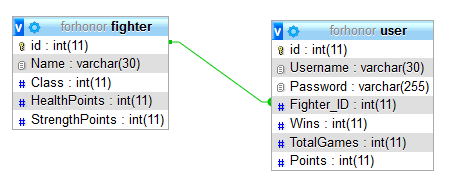 forhonor fighter
id : int(11)
Name : varchar(30)
# Class : int(11)
# HealthPoints : int(11)
# StrengthPoints : int(11)
forhonor user
id : int(11)
Username : varchar(30)
Password : varchar(255)
# Fighter_ID : int(11)
# Wins : int(11)
# TotalGames : int(11)
# Points : int(11)